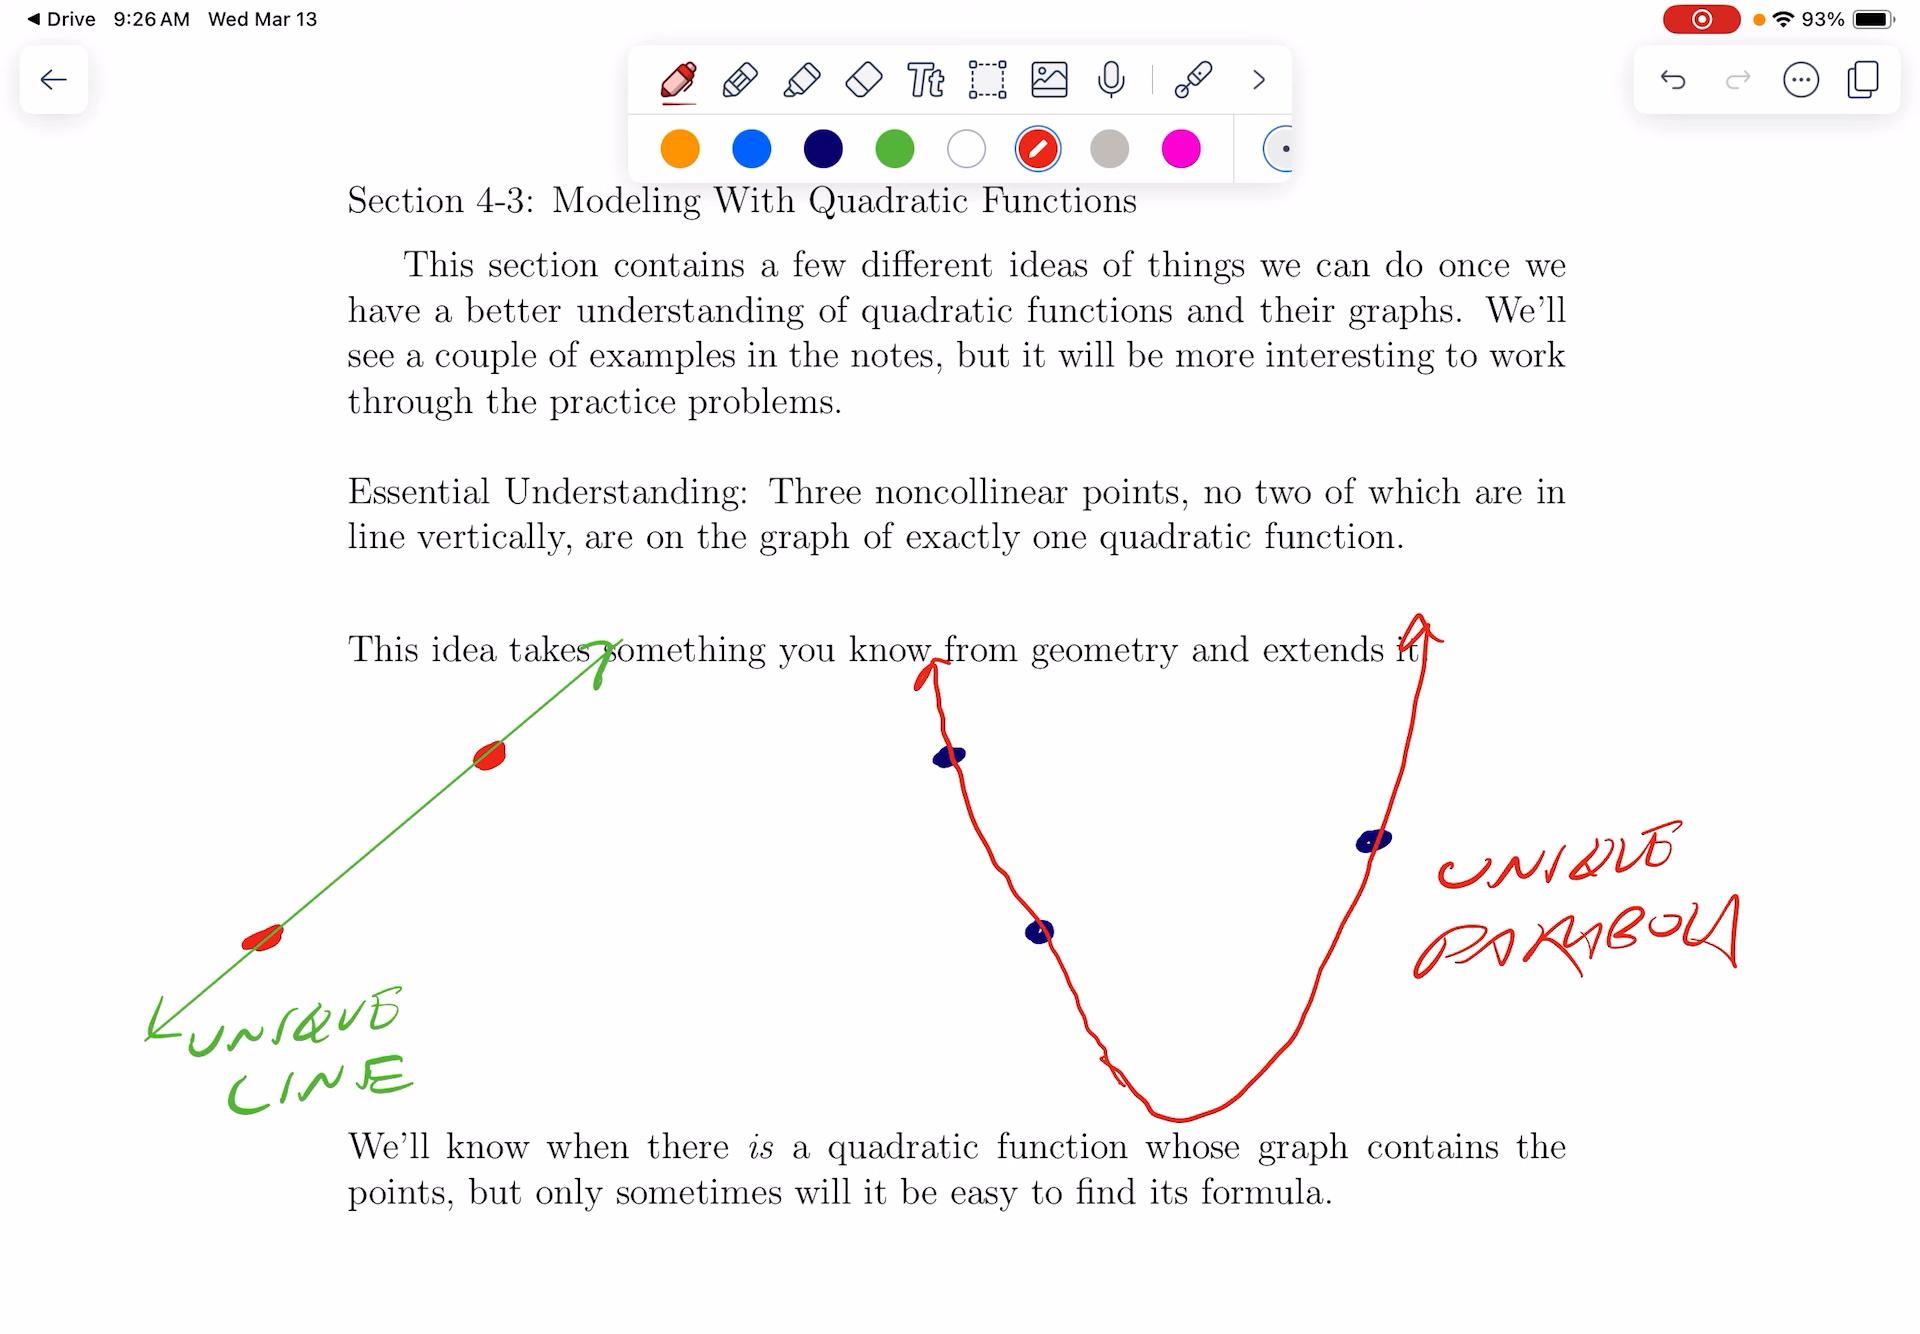 Drive 9:26 AM Wed Mar 13
93%
Tt
Section 4-3: Modeling With Quadratic Functions
This section contains a few different ideas of things we can do once we
have a better understanding of quadratic functions and their graphs. We'll
see a couple of examples in the notes, but it will be more interesting to work
through the practice problems.
Essential Understanding: Three noncollinear points, no two of which are in
line vertically, are on the graph of exactly one quadratic function.
This idea takes something you know from geometry and extends it.
UNIQUE
PARABOLA
UNIQUE
LINE
We'll know when there is a quadratic function whose graph contains the
points, but only sometimes will it be easy to find its formula.